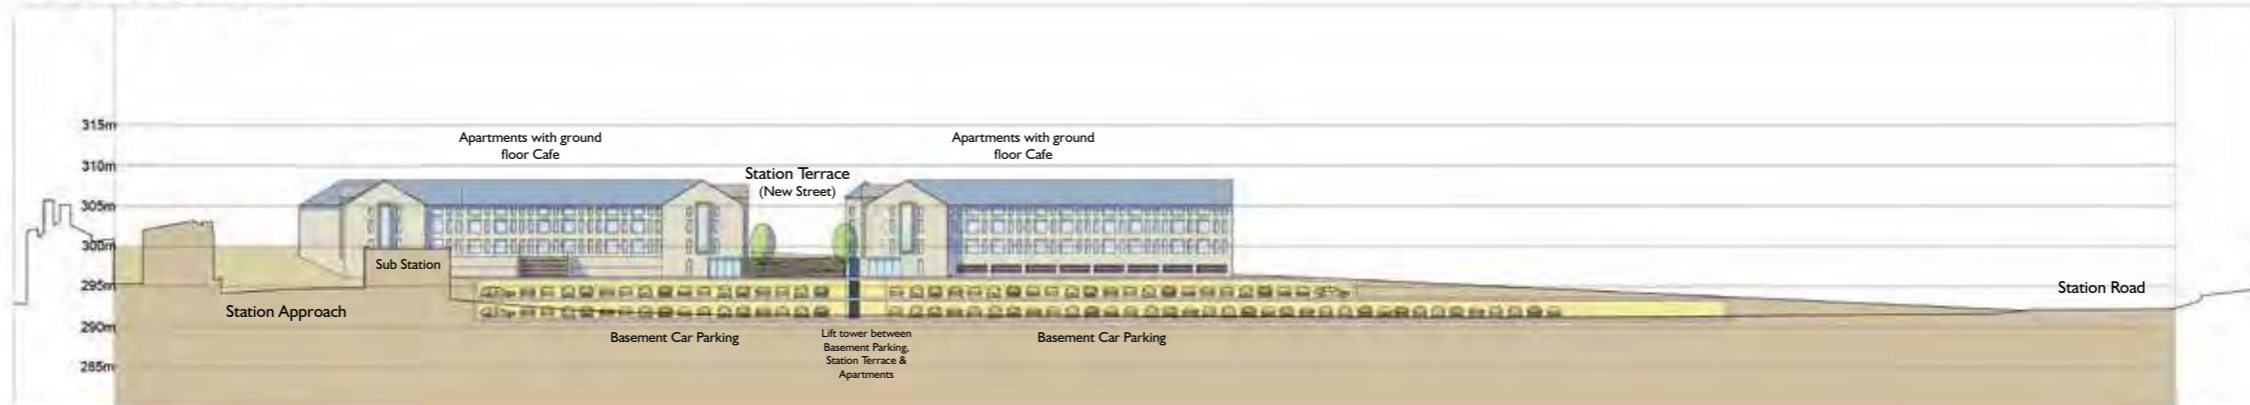 315m
Apartments with ground
floor Cafe
Apartments with ground
floor Cafe
310m
Station Terrace
(New Street)
305m
300m
Sub Station
295m
Station Road
Station Approach
290m
Basement Car Parking
Lift tower between
Basement Parking,
Station Terrace &
Apartments
Basement Car Parking
285m